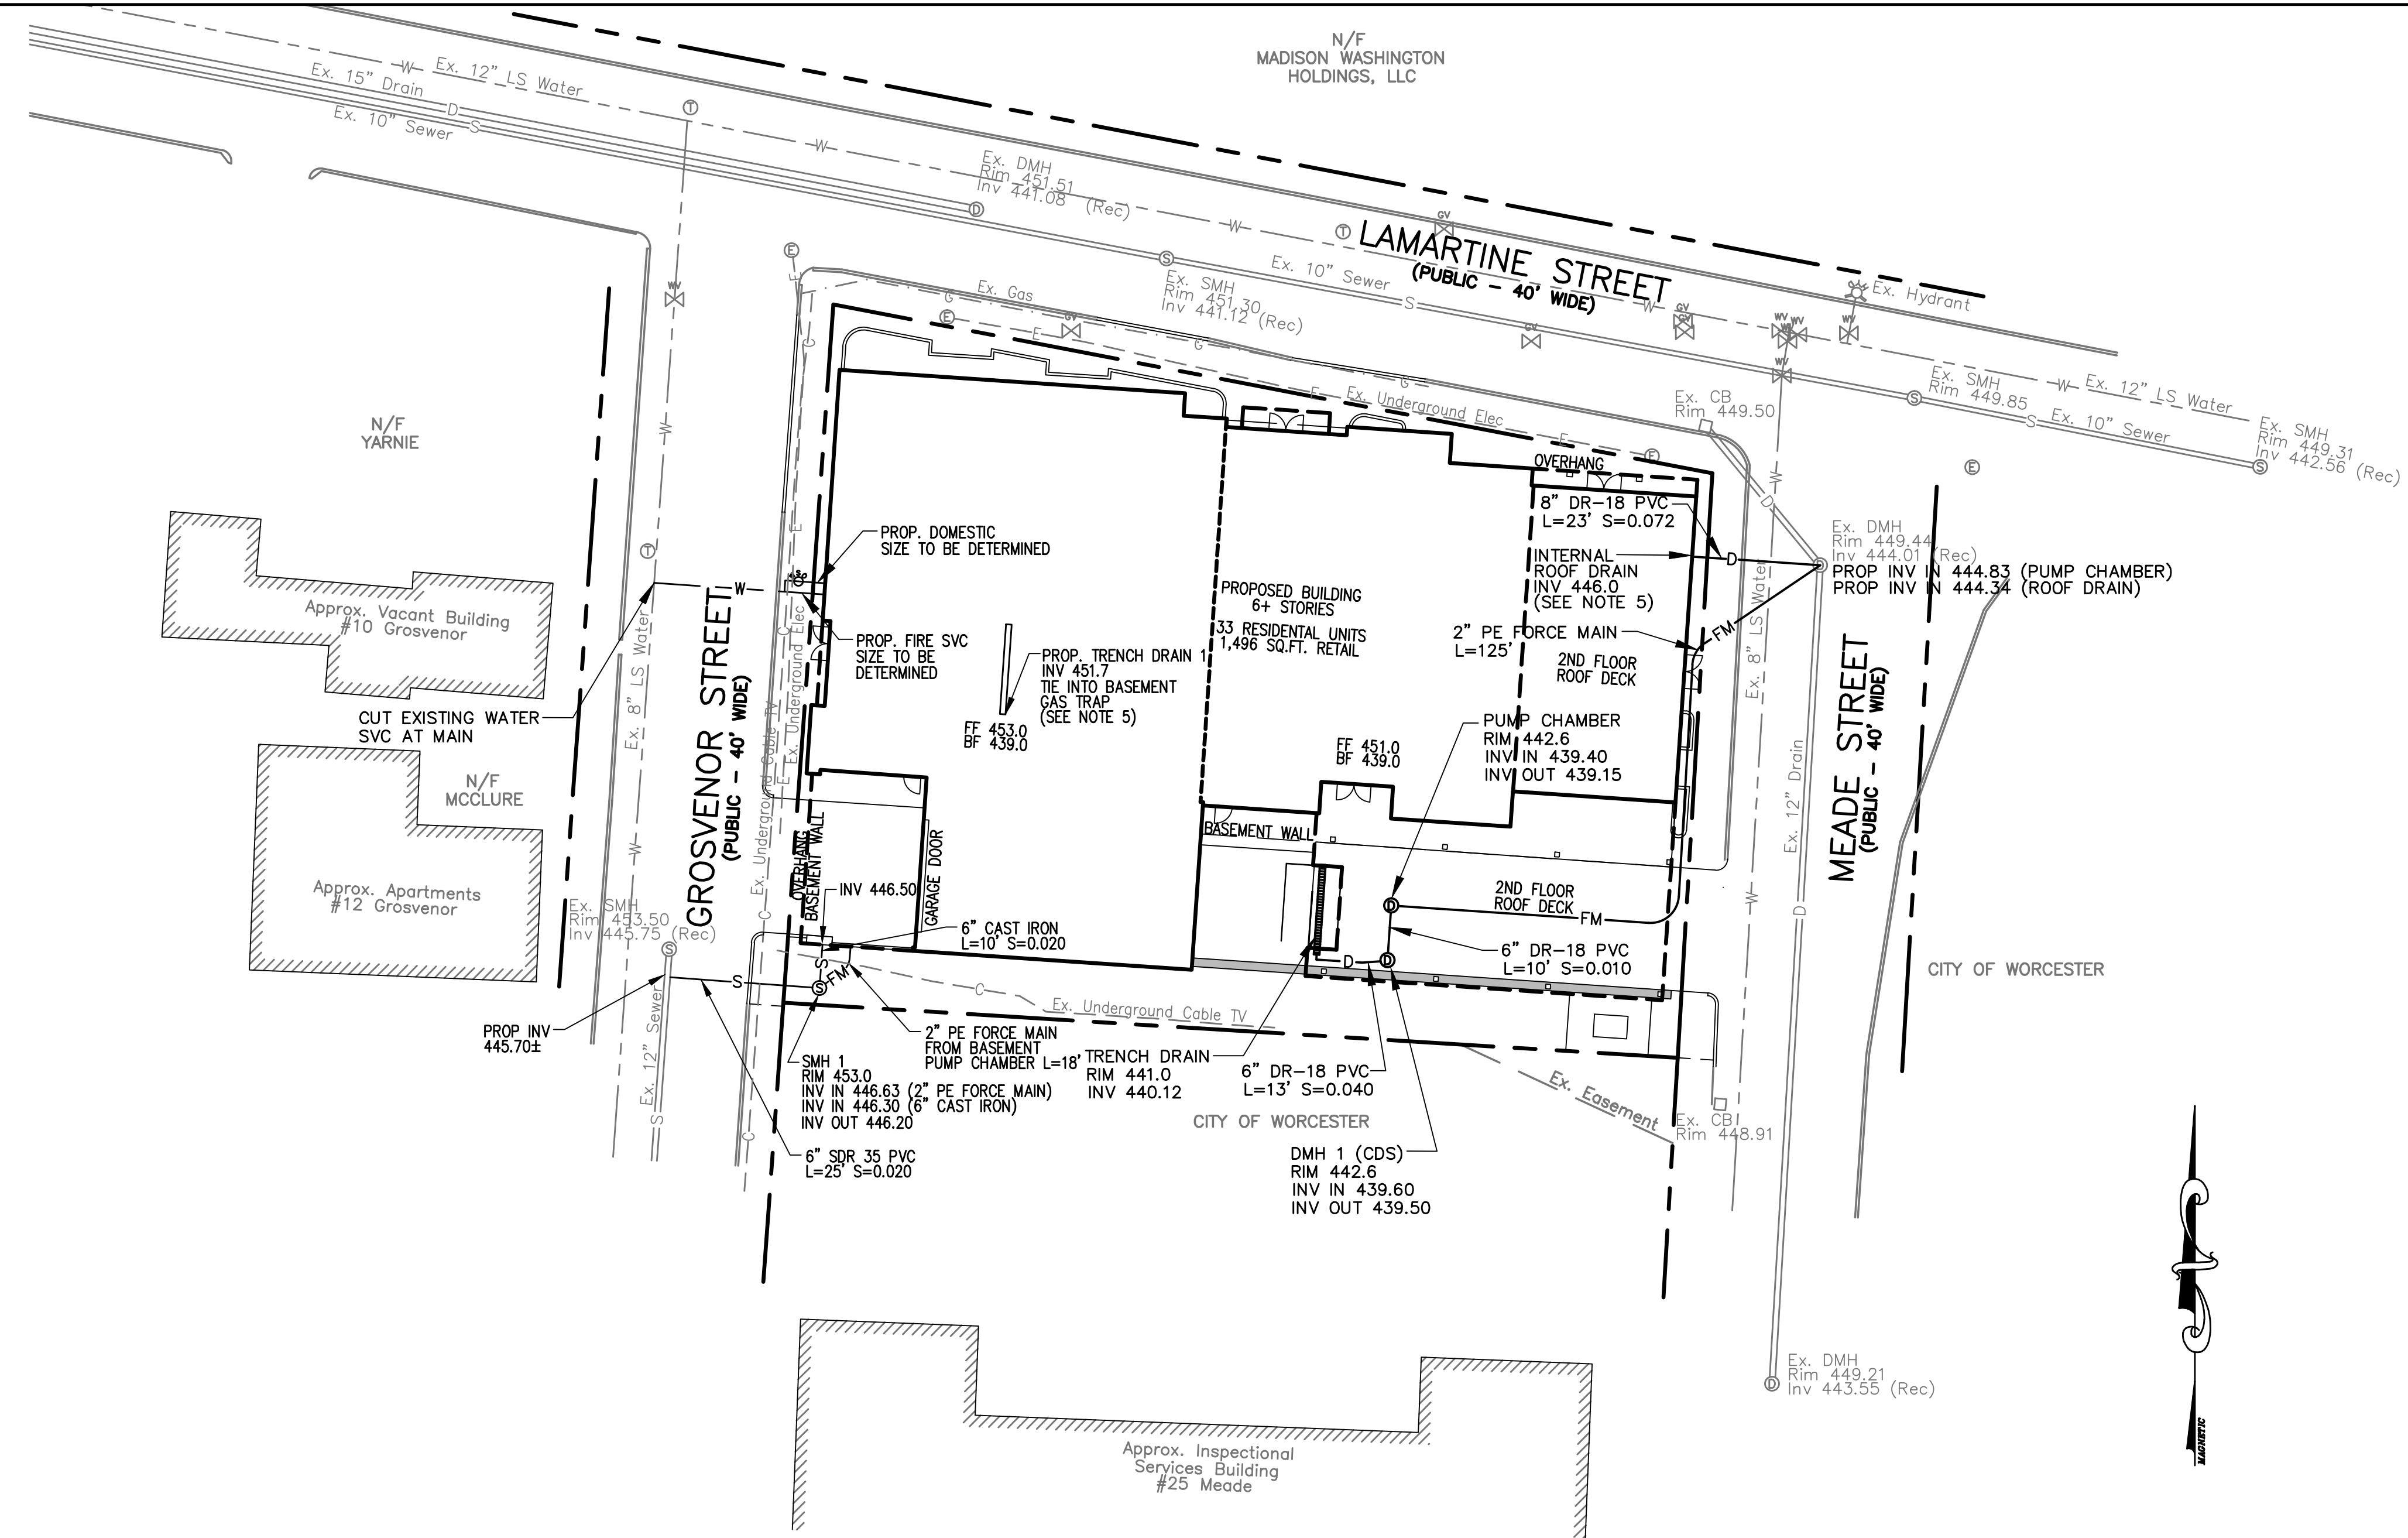 N/F
MADISON WASHINGTON
HOLDINGS, LLC
W
Ex. 12" LS Water
Ex. 15" Drain
D
Ex. 10" Sewer
S
T
W
Ex. DMH
Rim 451.51
Inv 441.08 (Rec)
D
W
T
GV
LAMARTINE STREET
(PUBLIC - 40' WIDE)
S
Ex. SMH
Rim 451.30
Inv 441.12 (Rec)
Ex. 10" Sewer
S
W
GV
GV
GV
Ex. Hydrant
WV
WV
WV
WV
WV
W
Ex. 12" LS Water
S
Ex. SMH
Rim 449.85
Ex. 10" Sewer
S
Ex. SMH
Rim 449.31
Inv 442.56 (Rec)
S
E
Ex. CB
Rim 449.50
WV
E
E
G
Ex. Gas
E
GV
E
G
G
C
E
Ex. Underground Elec
E
E
W
W
N/F
YARNIE
OVERHANG
8" DR-18 PVC
L=23' S=0.072
D
D
INTERNAL
ROOF DRAIN
INV 446.0
(SEE NOTE 5)
Ex. DMH
Rim 449.44
Inv 444.01 (Rec)
PROP INV IN 444.83 (PUMP CHAMBER)
PROP INV IN 444.34 (ROOF DRAIN)
PROP. DOMESTIC
SIZE TO BE DETERMINED
T
E
W
PROPOSED BUILDING
6+ STORIES
33 RESIDENTAL UNITS
1,496 SQ.FT. RETAIL
Approx. Vacant Building
#10 Grosvenor
PROP. FIRE SVC
SIZE TO BE
DETERMINED
PROP. TRENCH DRAIN 1
INV 451.7
TIE INTO BASEMENT
GAS TRAP
(SEE NOTE 5)
2" PE FORCE MAIN
L=125'
FM
2ND FLOOR
ROOF DECK
Ex. 8" LS Water
CUT EXISTING WATER
SVC AT MAIN
Ex. 8" LS Water
GROSVENOR STREET
(PUBLIC - 40' WIDE)
C
Ex. Underground Elec
E
Ex. Underground Cable TV
FF 453.0
BF 439.0
FF 451.0
BF 439.0
PUMP CHAMBER
RIM 442.6
INV IN 439.40
INV OUT 439.15
MEADE STREET
(PUBLIC - 40' WIDE)
Ex. 12" Drain
N/F
MCCLURE
W
OVERHANG
BASEMENT WALL
GARAGE DOOR
BASEMENT WALL
Approx. Apartments
#12 Grosvenor
INV 446.50
2ND FLOOR
ROOF DECK
D
FM
W
D
Ex. SMH
Rim 453.50
Inv 445.75 (Rec)
S
C
6" CAST IRON
L=10' S=0.020
6" DR-18 PVC
L=10' S=0.010
D
D
S
FM
S
S
C
Ex. Underground Cable TV
CITY OF WORCESTER
PROP INV
445.70±
Ex. 12" Sewer
S
2" PE FORCE MAIN
FROM BASEMENT
PUMP CHAMBER L=18'
SMH 1
RIM 453.0
INV IN 446.63 (2" PE FORCE MAIN)
INV IN 446.30 (6" CAST IRON)
INV OUT 446.20
TRENCH DRAIN
RIM 441.0
INV 440.12
6" DR-18 PVC
L=13' S=0.040
Ex. Easement
Ex. CB
Rim 448.91
C
CITY OF WORCESTER
6" SDR 35 PVC
L=25' S=0.020
DMH 1 (CDS)
RIM 442.6
INV IN 439.60
INV OUT 439.50
Ex. DMH
Rim 449.21
Inv 443.55 (Rec)
D
Approx. Inspectional
Services Building
#25 Meade
MAGNETIC